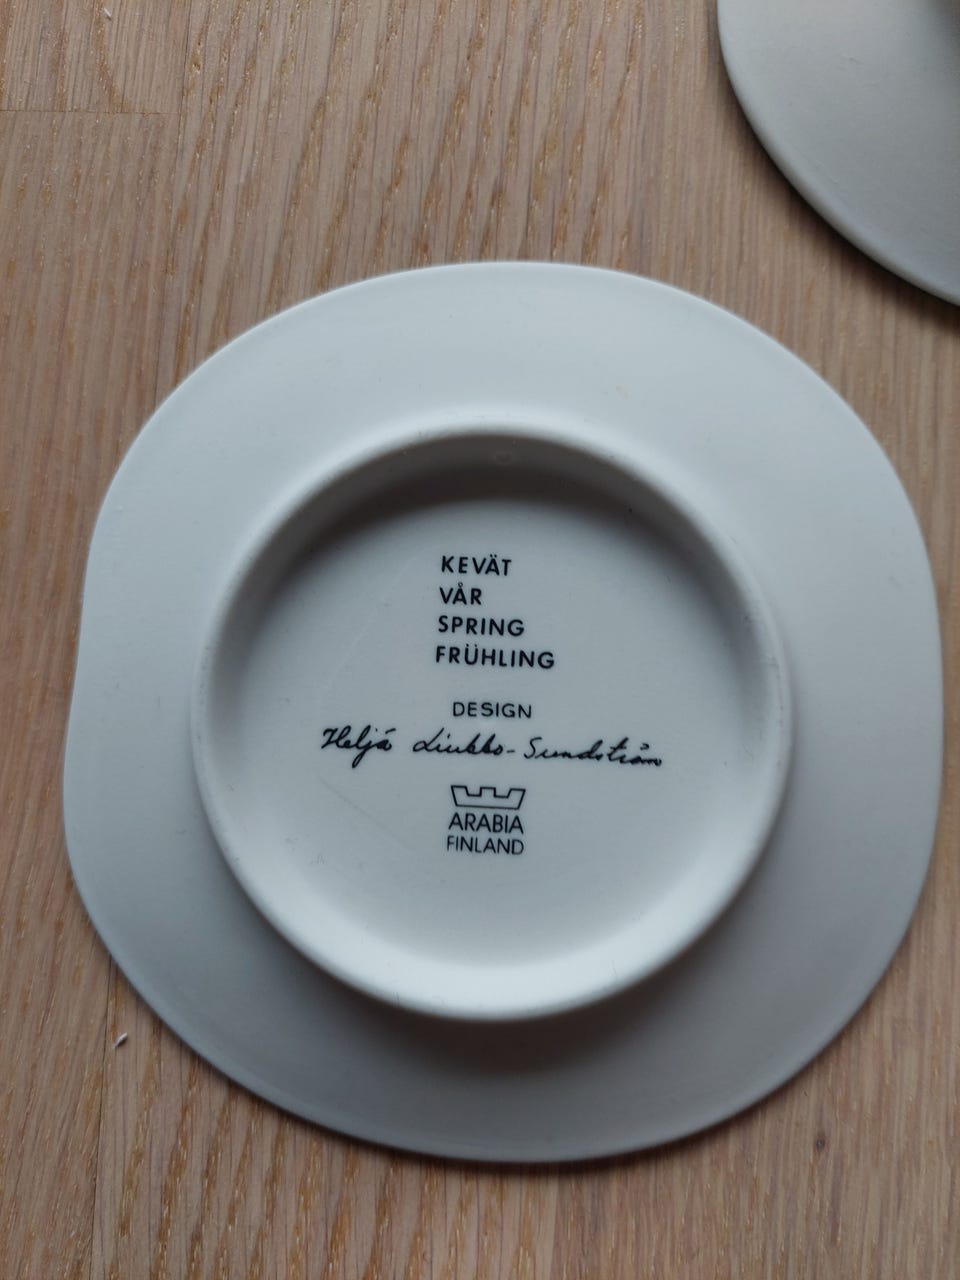 KEVÄT
VÅR
SPRING
FRÜHLING
DESIGN
Heljä Liukko-Sundström
ARABIA
FINLAND